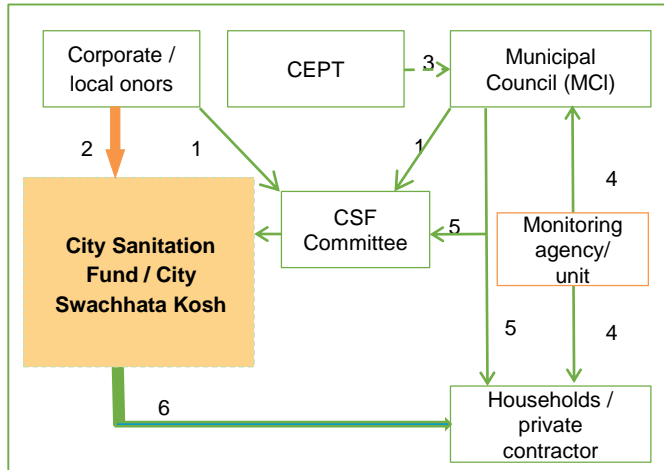 Corporate /
local onors
CEPT
3
Municipal
Council (MCI)
2
1
1
4
City Sanitation
Fund / City
Swachhata Kosh
CSF
Committee
5
Monitoring
agency/
unit
5
4
6
Households /
private
contractor